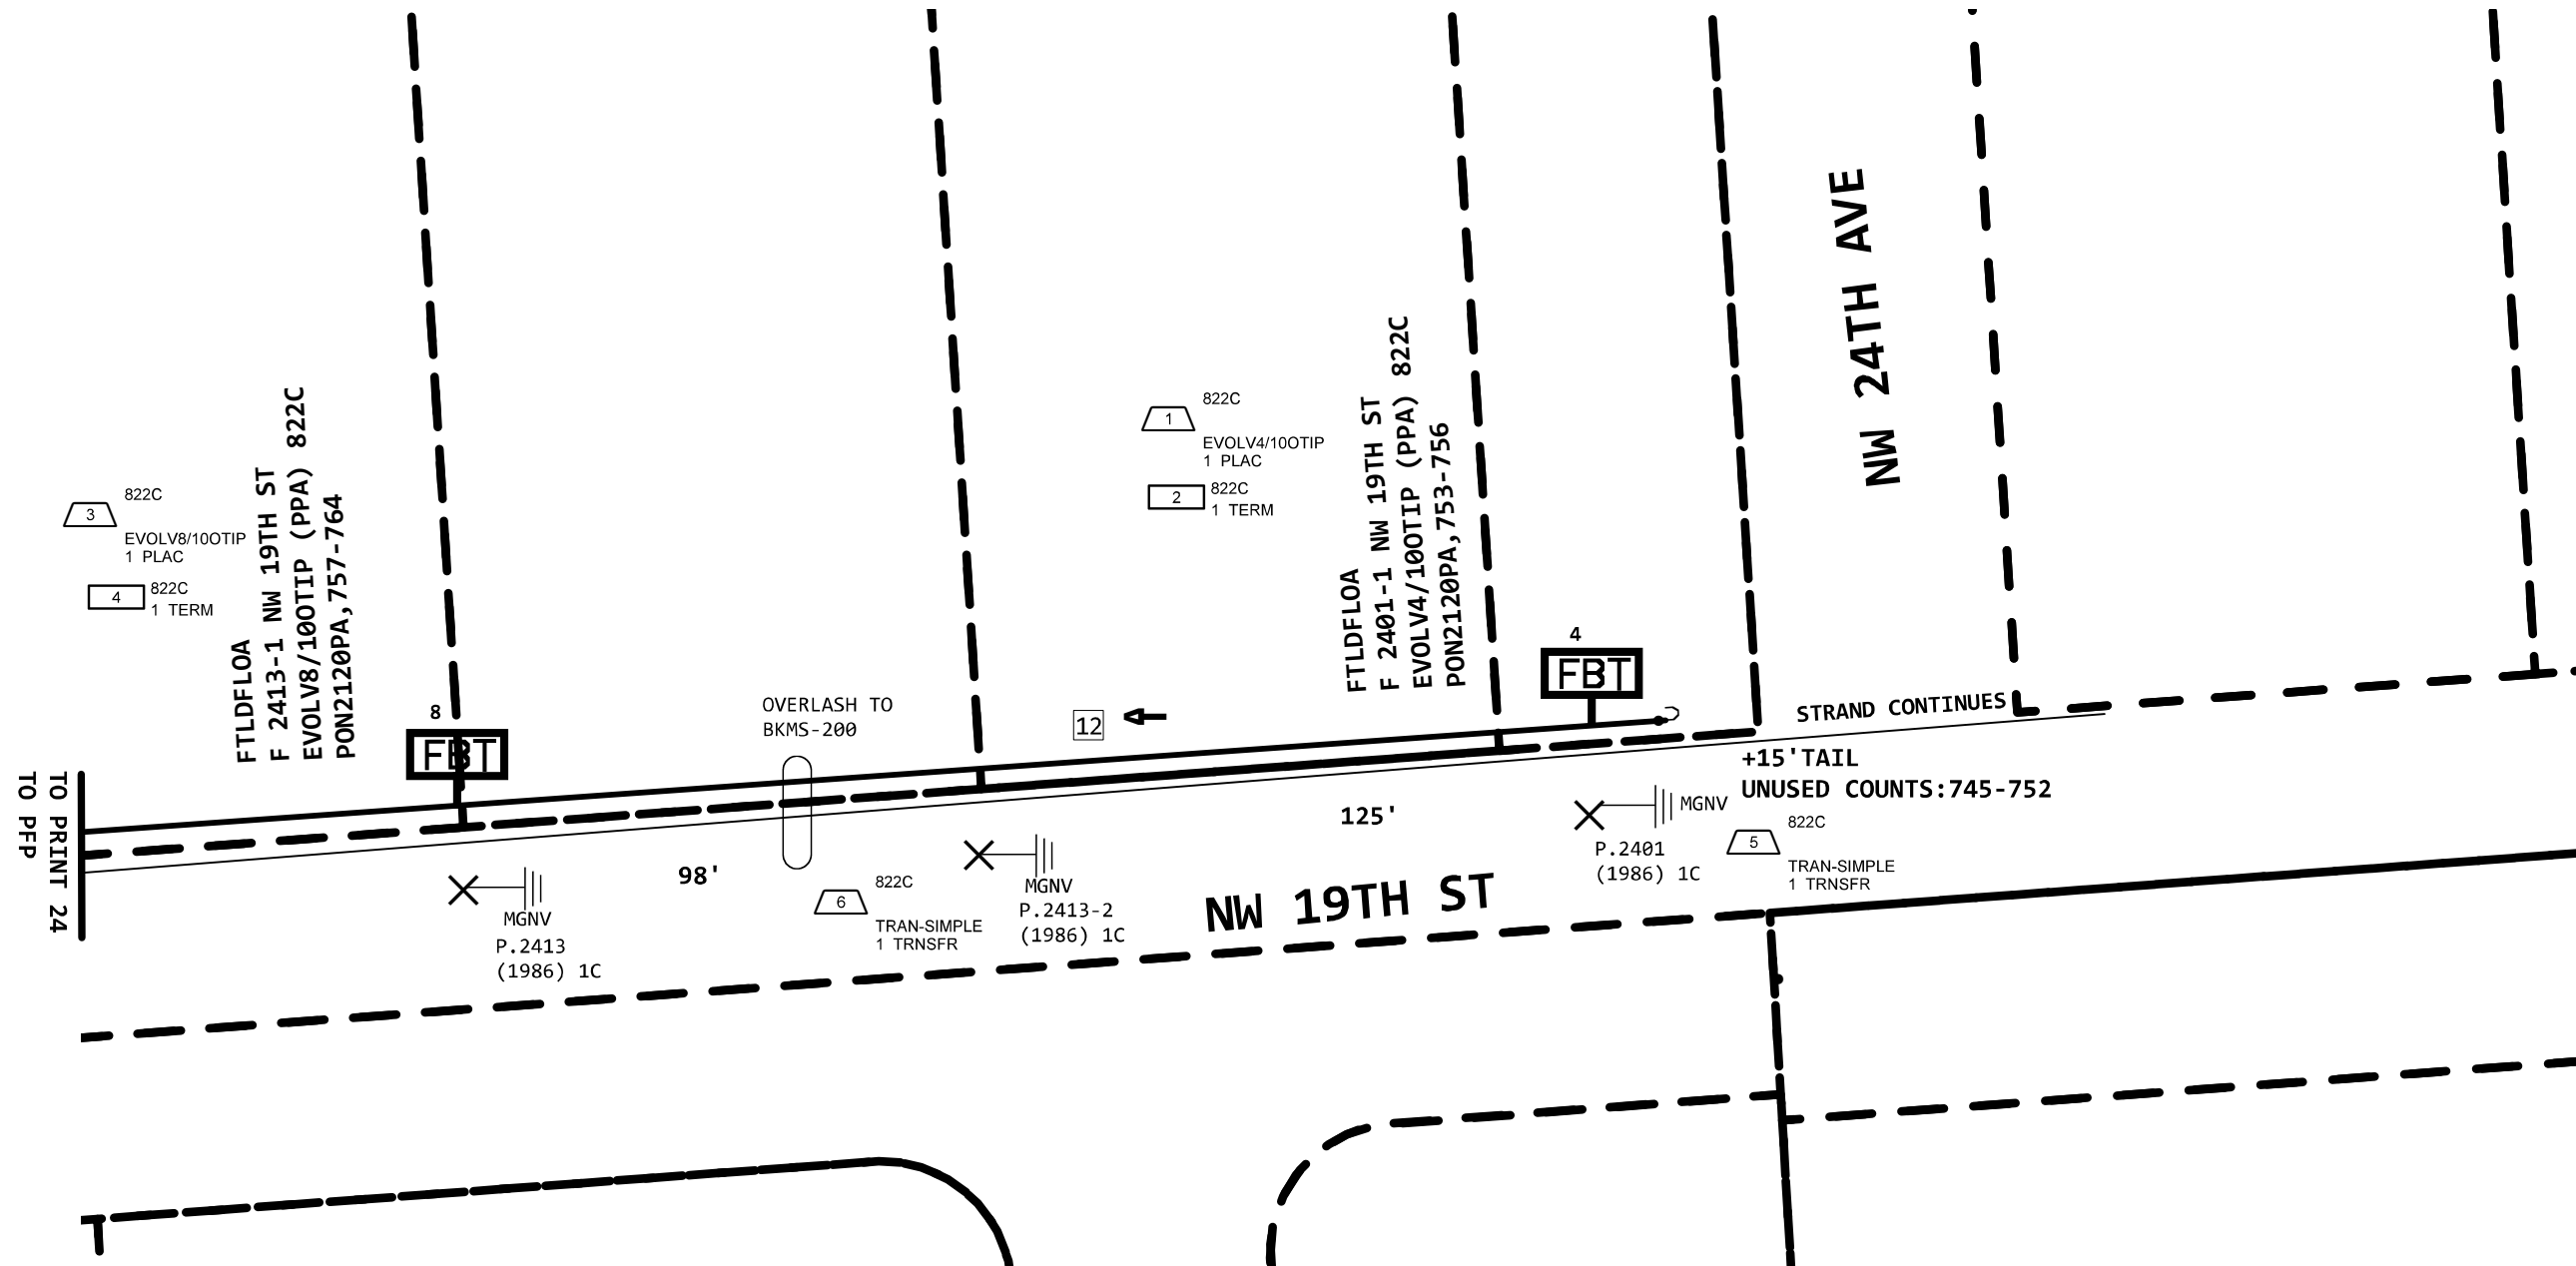 NW 24TH AVE
822C
1
EVOLV4/10OTIP
1 PLAC
2
822C
1 TERM
FTLDFLOA
F 2401-1 NW 19TH ST
EVOLV4/100TIP (PPA) 822C
PON2120PA,753-756
822C
3
EVOLV8/10OTIP
1 PLAC
4
822C
1 TERM
FTLDFLOA
F 2413-1 NW 19TH ST
EVOLV8/100TIP (PPA) 822C
PON2120PA,757-764
4
FBT
8
FBT
OVERLASH TO
BKMS-200
12
STRAND CONTINUES
+15'TAIL
UNUSED COUNTS:745-752
TO PRINT 24
TO PFP
125'
98'
MGNV
P.2401
(1986) 1C
822C
5
TRAN-SIMPLE
1 TRNSFR
MGNV
P.2413-2
(1986) 1C
822C
6
TRAN-SIMPLE
1 TRNSFR
MGNV
P.2413
(1986) 1C
NW 19TH ST